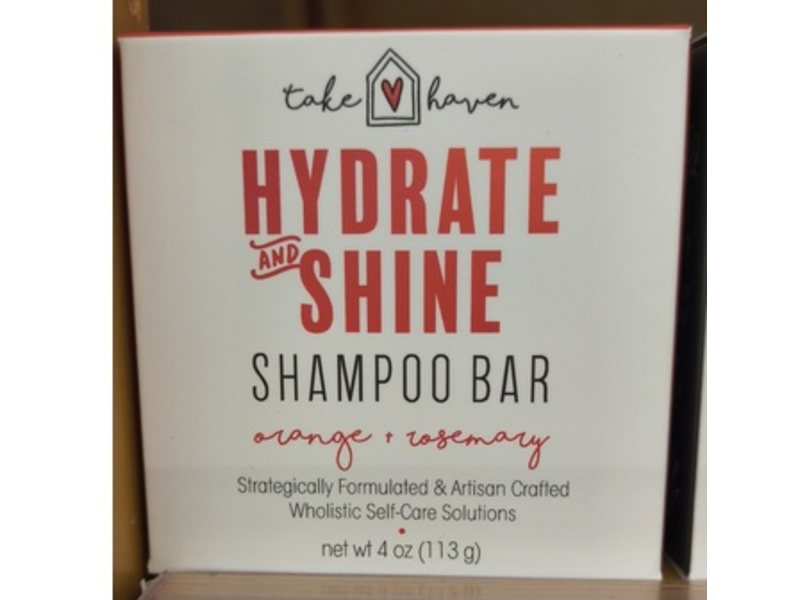 take haven
HYDRATE
AND
SHINE
SHAMPOO BAR
orange + rosemary
Strategically Formulated & Artisan Crafted
Wholistic Self-Care Solutions
net wt 4 oz (113 g)